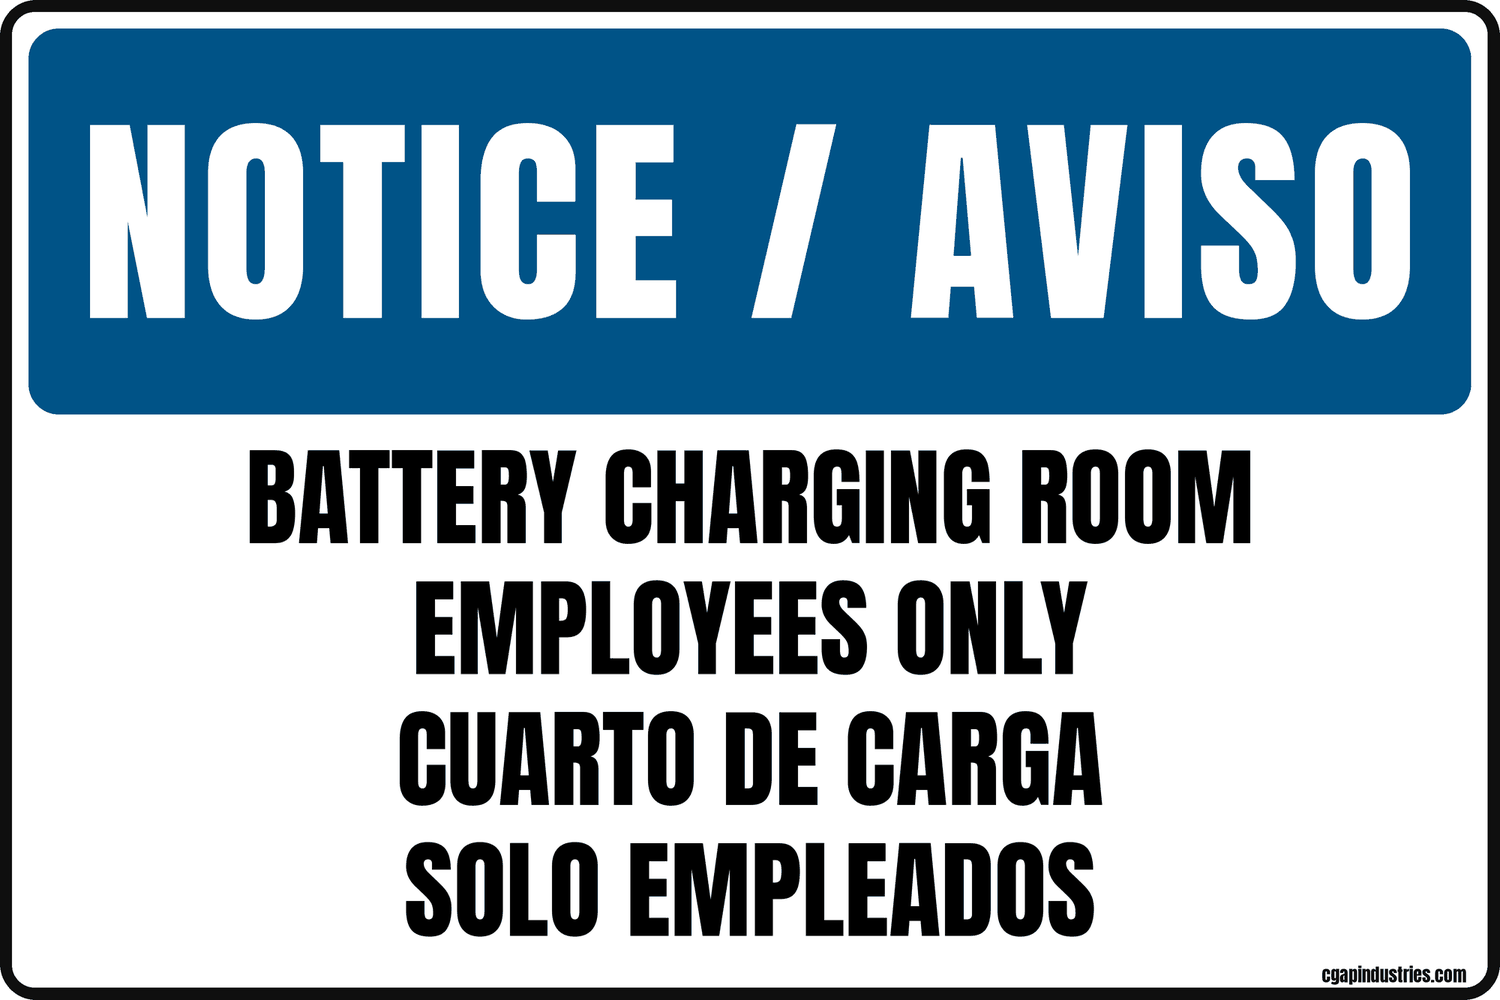 NOTICE / AVISO
BATTERY CHARGING ROOM
EMPLOYEES ONLY
CUARTO DE CARGA
SOLO EMPLEADOS
cgapindustries.com